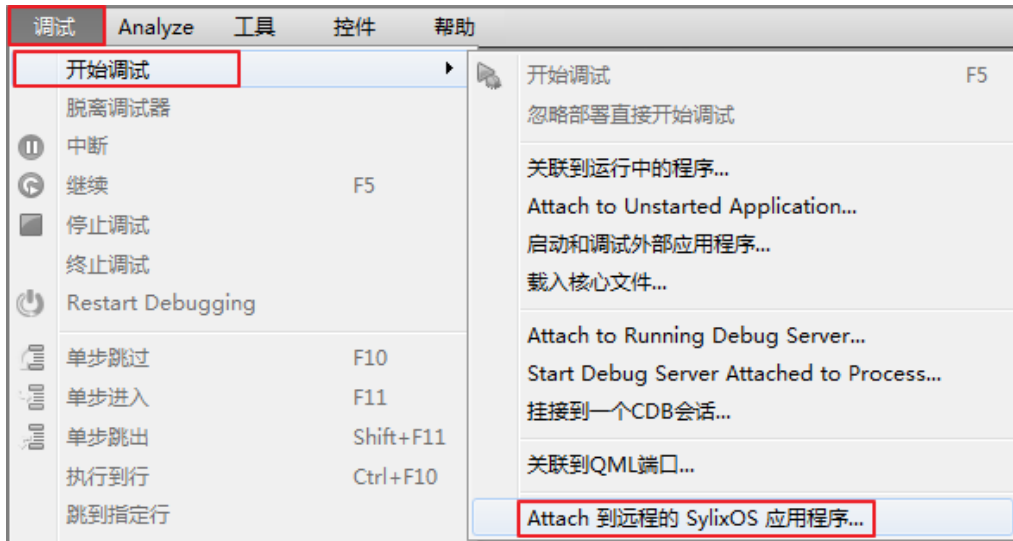 调试 Analyze 工具 控件 帮助
开始调试
脱离调试器
中断
继续 F5
停止调试
终止调试
Restart Debugging
单步跳过 F10
单步进入 F11
单步跳出 Shift+F11
执行到行 Ctrl+F10
跳到指定行
开始调试 F5
忽略部署直接开始调试
关联到运行中的程序...
Attach to Unstarted Application...
启动和调试外部应用程序...
载入核心文件...
Attach to Running Debug Server...
Start Debug Server Attached to Process...
挂接到一个CDB会话...
关联到QML端口...
Attach 到远程的 SylixOS 应用程序...